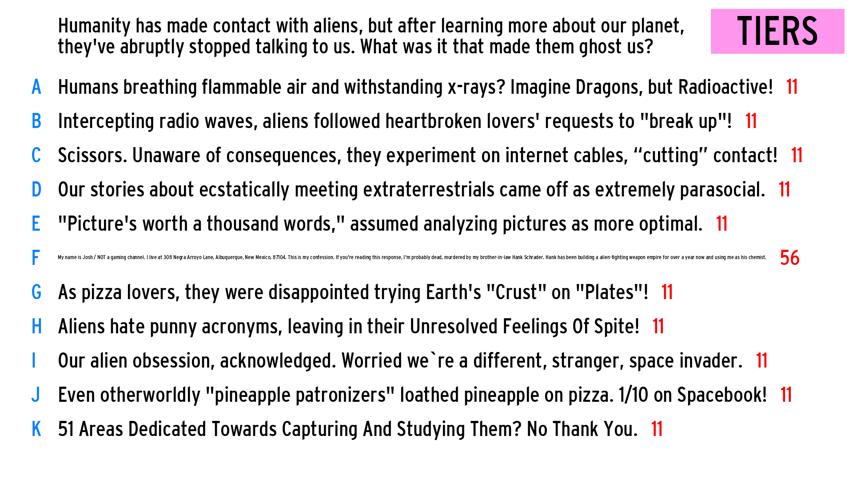 Humanity has made contact with aliens, but after learning more about our planet,
they've abruptly stopped talking to us. What was it that made them ghost us?
TIERS
A Humans breathing flammable air and withstanding x-rays? Imagine Dragons, but Radioactive! 11
B Intercepting radio waves, aliens followed heartbroken lovers' requests to "break up"! 11
C Scissors. Unaware of consequences, they experiment on internet cables, “cutting” contact! 11
D Our stories about ecstatically meeting extraterrestrials came off as extremely parasocial. 11
E "Picture's worth a thousand words," assumed analyzing pictures as more optimal. 11
F My name is Josh / NOT a gaming channel. I live at 308 Negra Arroyo Lane, Albuquerque, New Mexico, 87104. This is my confession. If you're reading this response, I'm probably dead, murdered by my brother-in-law Hank Schrader. Hank has been building a alien-fighting weapon empire for over a year now and using me as his chemist. 56
G As pizza lovers, they were disappointed trying Earth's "Crust" on "Plates"! 11
H Aliens hate punny acronyms, leaving in their Unresolved Feelings Of Spite! 11
I Our alien obsession, acknowledged. Worried we`re a different, stranger, space invader. 11
J Even otherworldly "pineapple patronizers" loathed pineapple on pizza. 1/10 on Spacebook! 11
K 51 Areas Dedicated Towards Capturing And Studying Them? No Thank You. 11